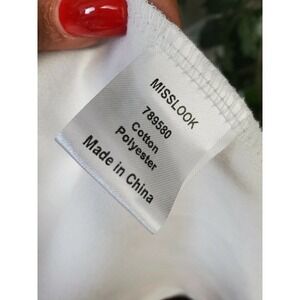 MISSLOOK
789580
Cotton
Polyester
Made in China